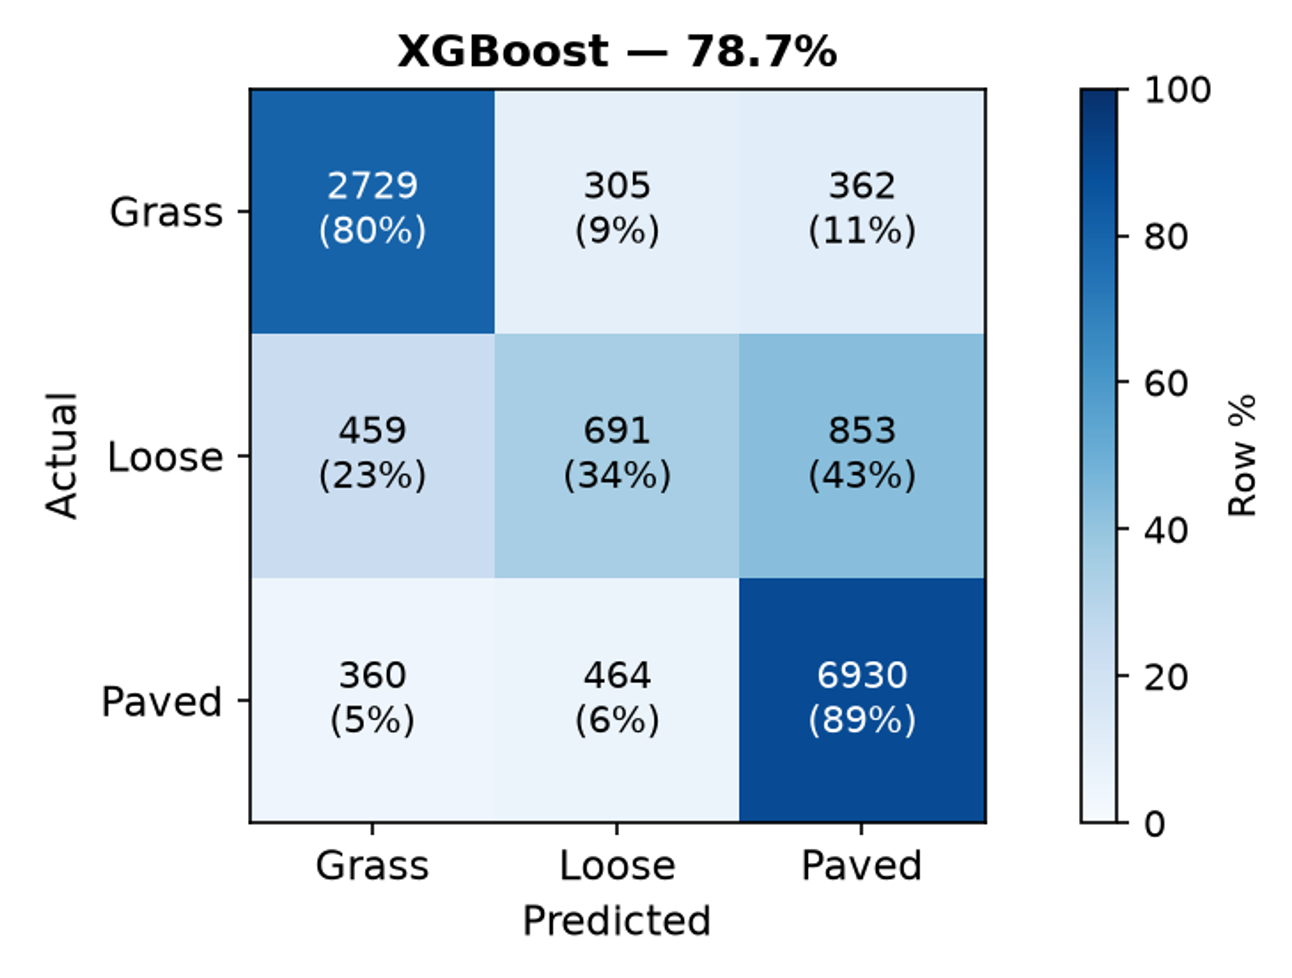 XGBoost — 78.7%
Grass
2729
(80%)
305
(9%)
362
(11%)
Loose
459
(23%)
691
(34%)
853
(43%)
Paved
360
(5%)
464
(6%)
6930
(89%)
Actual
Grass
Loose
Paved
Predicted
100
80
60
40
20
0
Row %